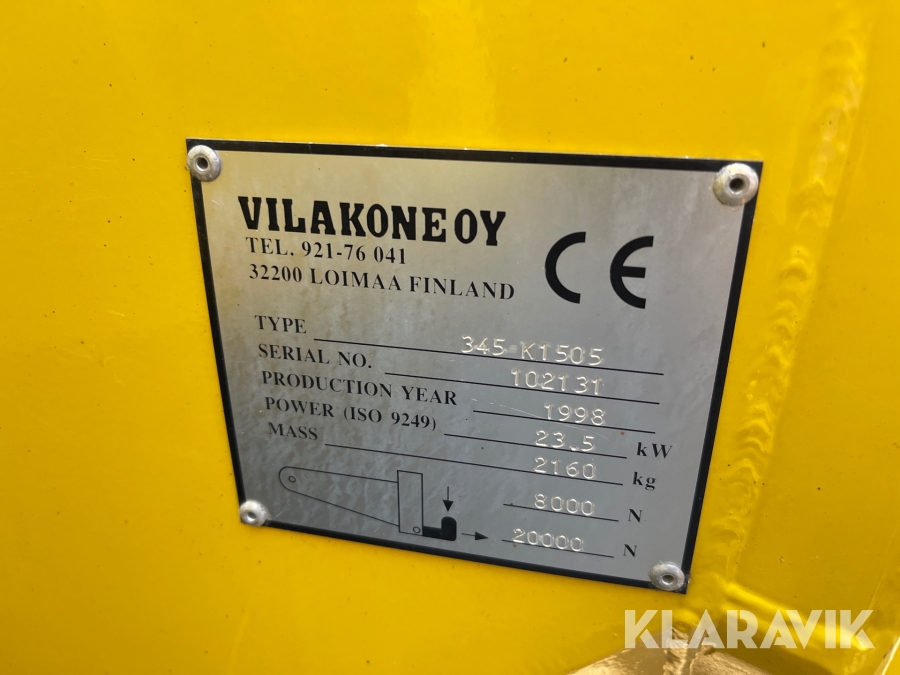 VILAKONE OY
TEL. 921-76 041
32200 LOIMAA FINLAND
CE
TYPE 345-K1505
SERIAL NO. 102131
PRODUCTION YEAR 1998
POWER (ISO 9249) 23.5 kW
MASS 2160 kg
8000 N
20000 N
KLARAVIK